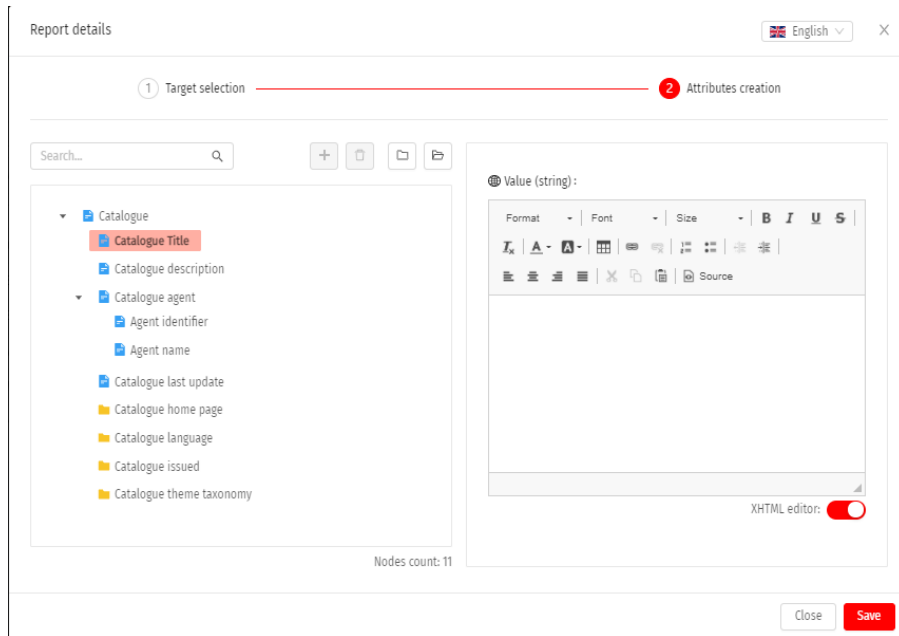 Report details
English
1 Target selection
2 Attributes creation
Search...
Value (string) :
Format Font Size B I U S
Ix A A
Source
Catalogue
Catalogue Title
Catalogue description
Catalogue agent
Agent identifier
Agent name
Catalogue last update
Catalogue home page
Catalogue language
Catalogue issued
Catalogue theme taxonomy
XHTML editor:
Nodes count: 11
Close Save